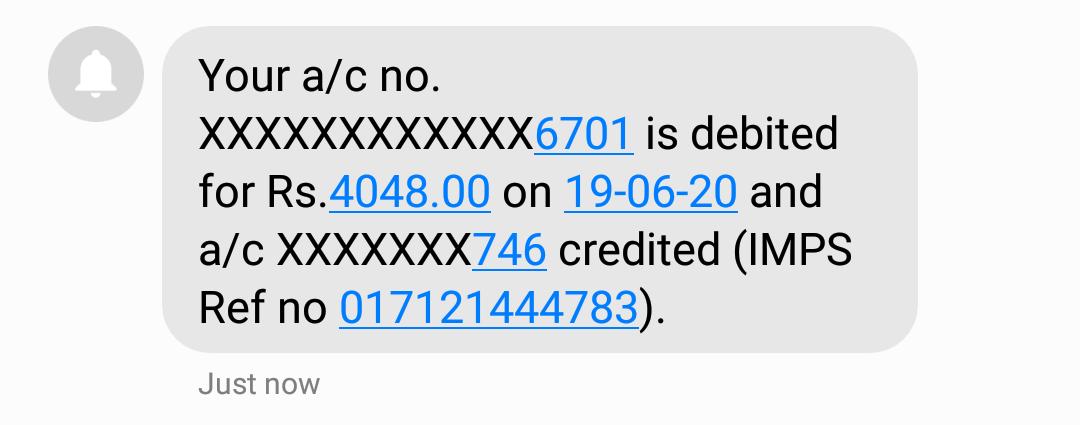 Your a/c no.
XXXXXXXXXXXX6701 is debited
for Rs.4048.00 on 19-06-20 and
a/c XXXXXXX746 credited (IMPS
Ref no 017121444783).
Just now